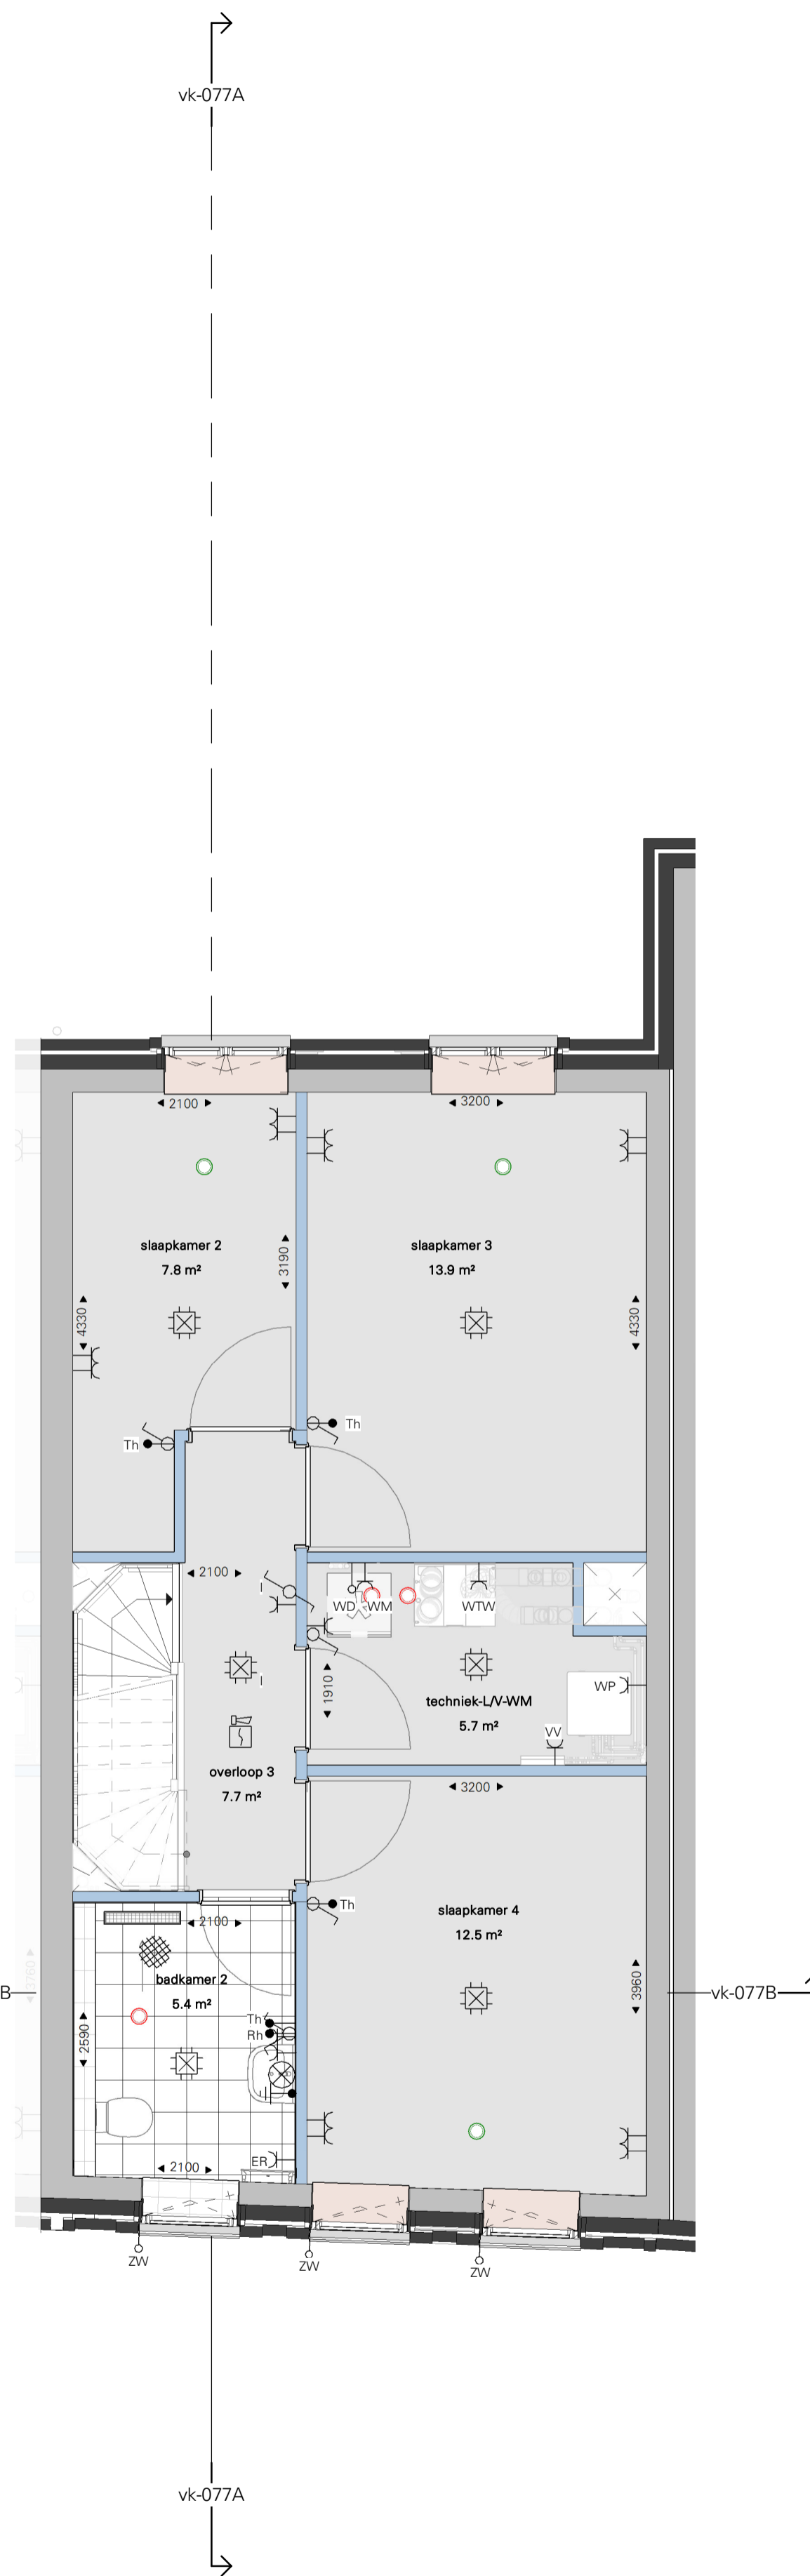 vk-077A
2100
3200
slaapkamer 2
7.8 m²
3190
slaapkamer 3
13.9 m²
4330
4330
Th
Th
2100
I
WD
WM
WTW
I
1910
techniek-L/V-WM
5.7 m²
WP
VV
overloop 3
7.7 m²
3200
Th
slaapkamer 4
12.5 m²
2100
badkamer 2
5.4 m²
3760
3960
B
vk-077B
Th
Rh
2590
2100
ER
ZW
ZW
ZW
vk-077A